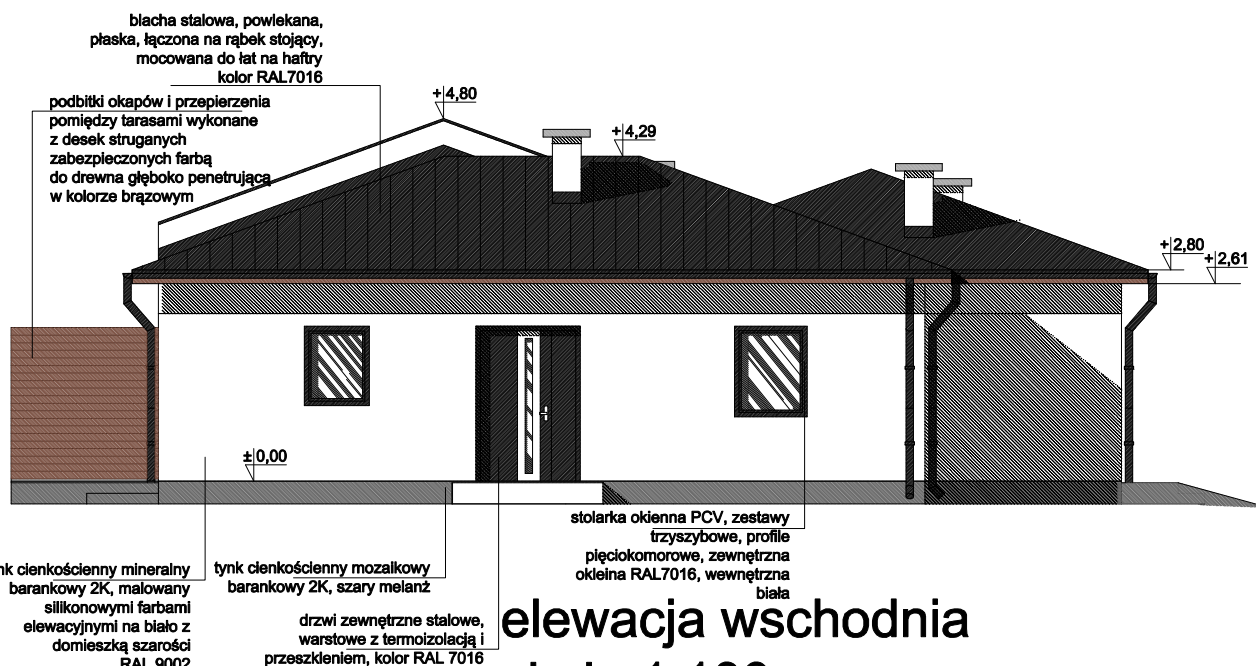 blacha stalowa, powlekana,
płaska, łączona na rąbek stojący,
mocowana do łat na haftry
kolor RAL7016
podbitki okapów i przepierzenia
pomiędzy tarasami wykonane
z desek struganych
zabezpieczonych farbą
do drewna głęboko penetrującą
w kolorze brązowym
+4,80
+4,29
+2,80
+2,61
±0,00
stolarka okienna PCV, zestawy
trzyszybowe, profile
pięciokomorowe, zewnętrzna
okleina RAL7016, wewnętrzna
biała
cienkościenny mineralny
barankowy 2K, malowany
silikonowymi farbami
elewacyjnymi na biało z
domieszką szarości
RAL 9002
tynk cienkościenny mozaikowy
barankowy 2K, szary melanż
drzwi zewnętrzne stalowe,
warstowe z termoizolacją i
przeszkleniem, kolor RAL 7016
elewacja wschodnia